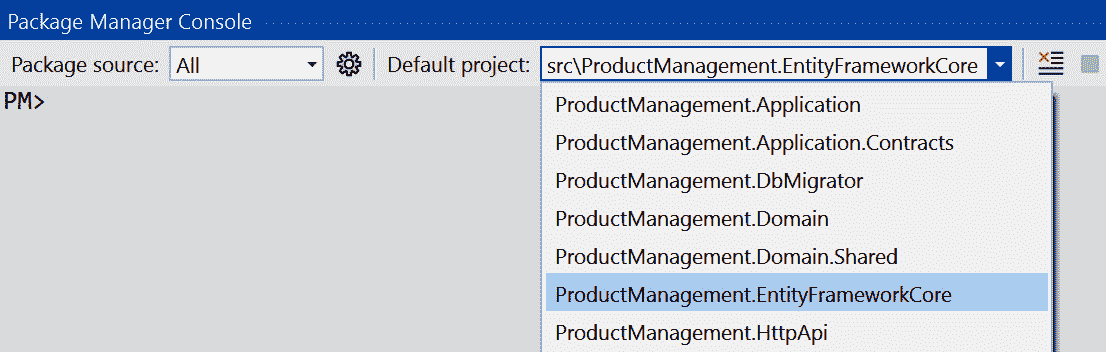 Package Manager Console
Package source: All Default project: src\ProductManagement.EntityFrameworkCore
PM>
ProductManagement.Application
ProductManagement.Application.Contracts
ProductManagement.DbMigrator
ProductManagement.Domain
ProductManagement.Domain.Shared
ProductManagement.EntityFrameworkCore
ProductManagement.HttpApi